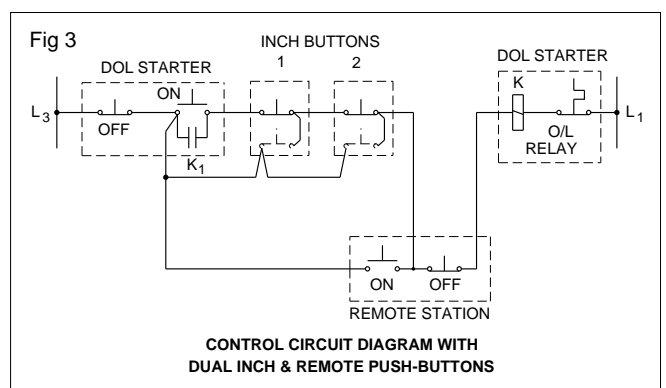 Fig 3
INCH BUTTONS
1 2
DOL STARTER
DOL STARTER
ON
K
L3
OFF
K1
L1
O/L
RELAY
ON
OFF
REMOTE STATION
CONTROL CIRCUIT DIAGRAM WITH
DUAL INCH & REMOTE PUSH-BUTTONS